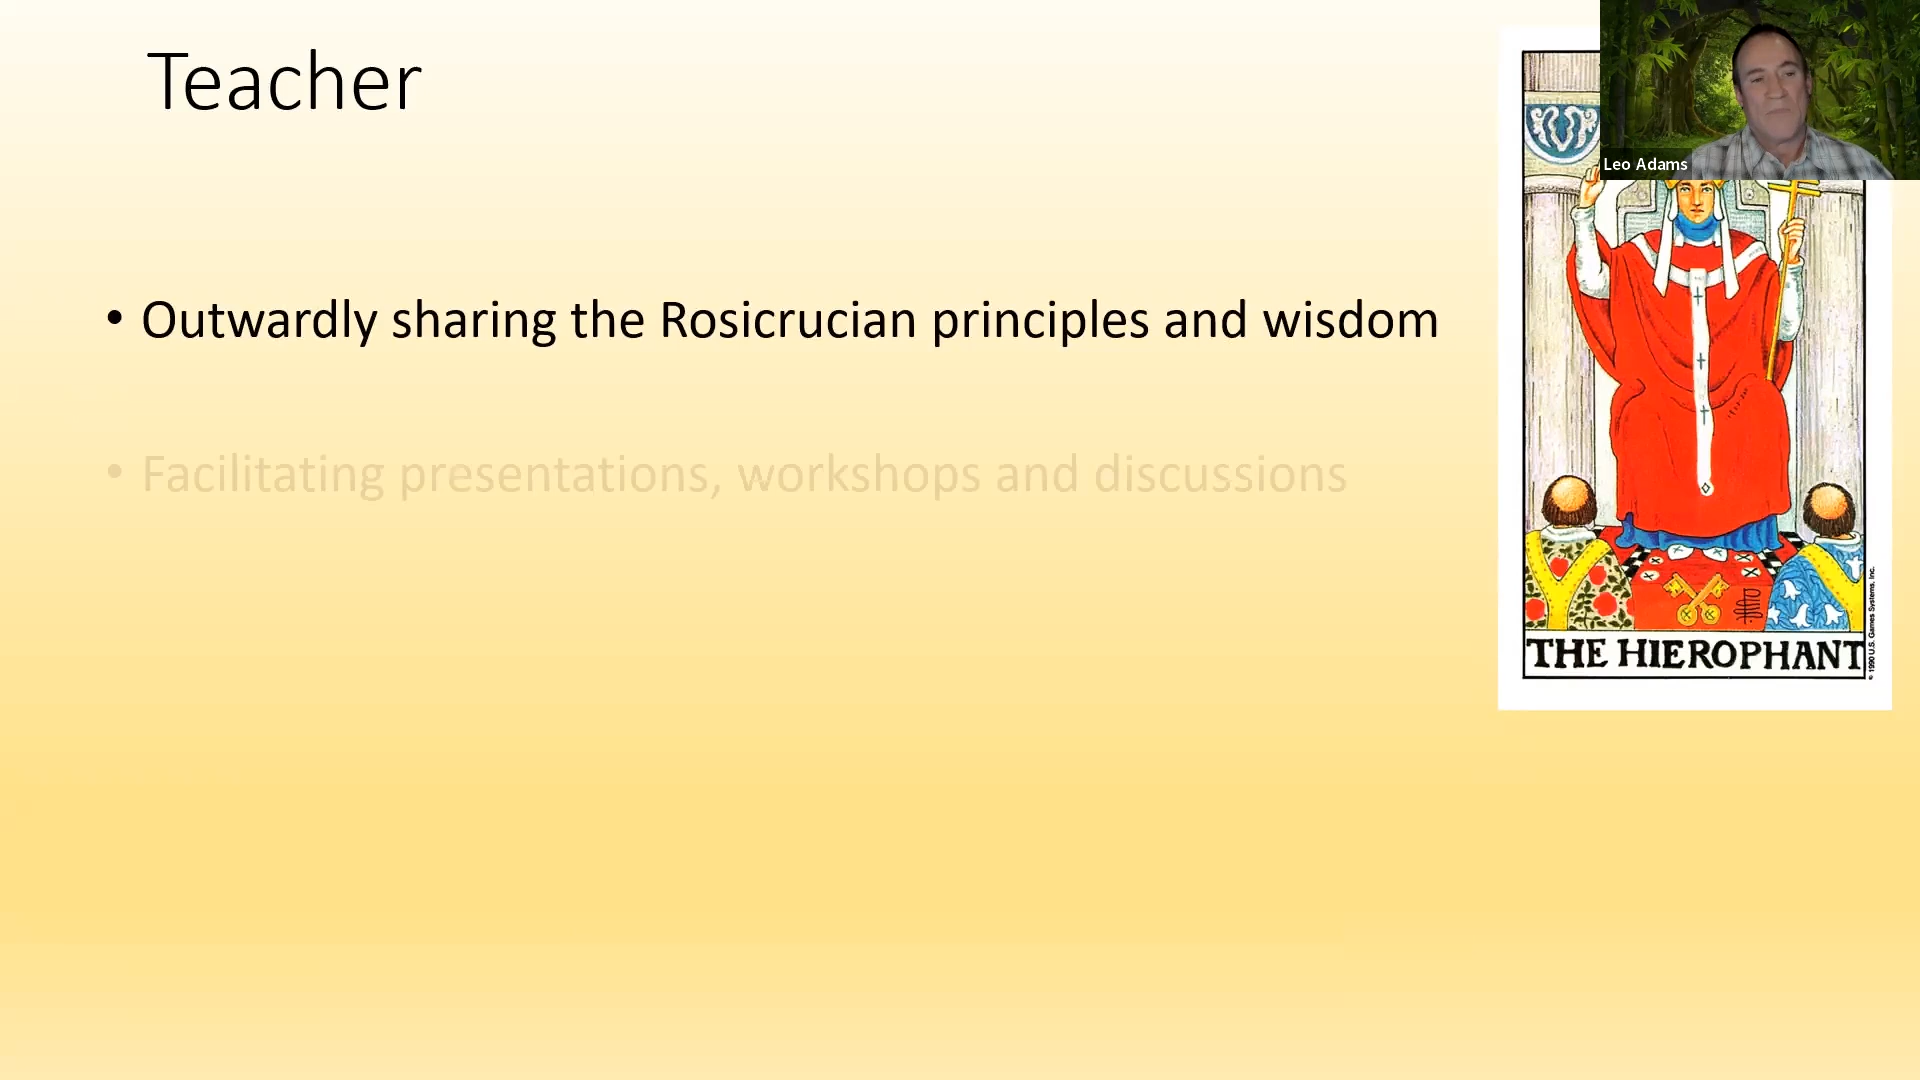 Teacher
Leo Adams
• Outwardly sharing the Rosicrucian principles and wisdom
• Facilitating presentations, workshops and discussions
THE HIEROPHANT
© 1990 U.S. Games Systems, Inc.